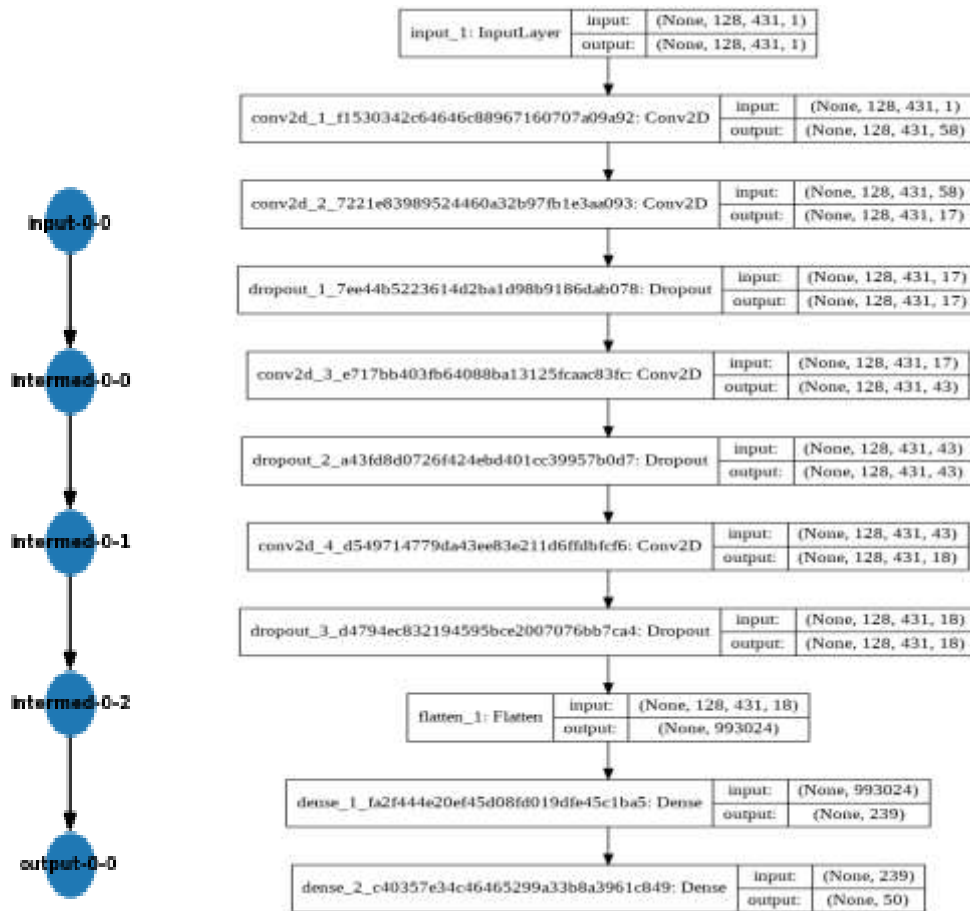 input-0-0
intermed-0-0
intermed-0-1
intermed-0-2
output-0-0
input_1: InputLayer
input: (None, 128, 431, 1)
output: (None, 128, 431, 1)
conv2d_1_f1530342c64646c88967160707a09a92: Conv2D
input: (None, 128, 431, 1)
output: (None, 128, 431, 58)
conv2d_2_7221e83989524460a32b97fb1e3aa093: Conv2D
input: (None, 128, 431, 58)
output: (None, 128, 431, 17)
dropout_1_7ee44b5223614d2ba1d98b9186dab078: Dropout
input: (None, 128, 431, 17)
output: (None, 128, 431, 17)
conv2d_3_e717bb403fb64088ba13125fcaac83fc: Conv2D
input: (None, 128, 431, 17)
output: (None, 128, 431, 43)
dropout_2_a43fd8d0726f424ebd401cc39957b0d7: Dropout
input: (None, 128, 431, 43)
output: (None, 128, 431, 43)
conv2d_4_d549714779da43ee83e211d6ffdbfcf6: Conv2D
input: (None, 128, 431, 43)
output: (None, 128, 431, 18)
dropout_3_d4794ec832194595bce2007076bb7ca4: Dropout
input: (None, 128, 431, 18)
output: (None, 128, 431, 18)
flatten_1: Flatten
input: (None, 128, 431, 18)
output: (None, 993024)
dense_1_fa2f444e20ef45d08fd019dfe45c1ba5: Dense
input: (None, 993024)
output: (None, 239)
dense_2_c40357e34c46465299a33b8a3961c849: Dense
input: (None, 239)
output: (None, 50)